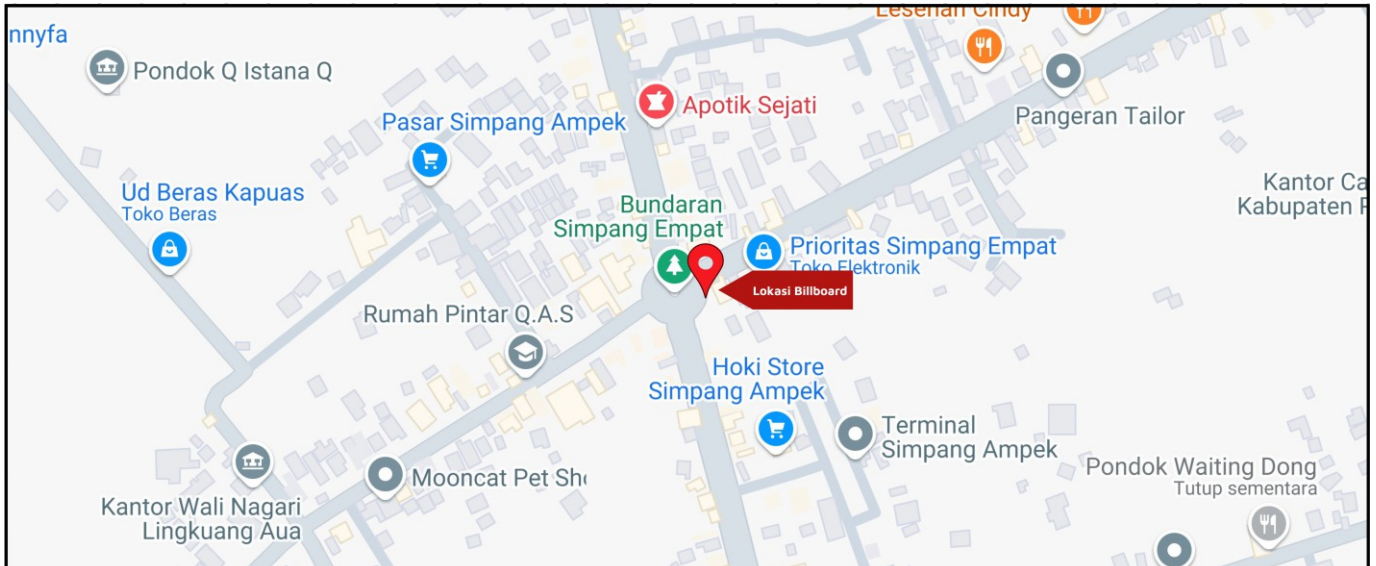 Lesehan Cindy
nnyfa
Pondok Q Istana Q
Apotik Sejati
Pangeran Tailor
Pasar Simpang Ampek
Ud Beras Kapuas
Toko Beras
Kantor Ca
Kabupaten P
Bundaran
Simpang Empat
Prioritas Simpang Empat
Toko Elektronik
Lokasi Billboard
Rumah Pintar Q.A.S
Hoki Store
Simpang Ampek
Terminal
Simpang Ampek
Mooncat Pet Sho
Pondok Waiting Dong
Tutup sementara
Kantor Wali Nagari
Lingkuang Aua